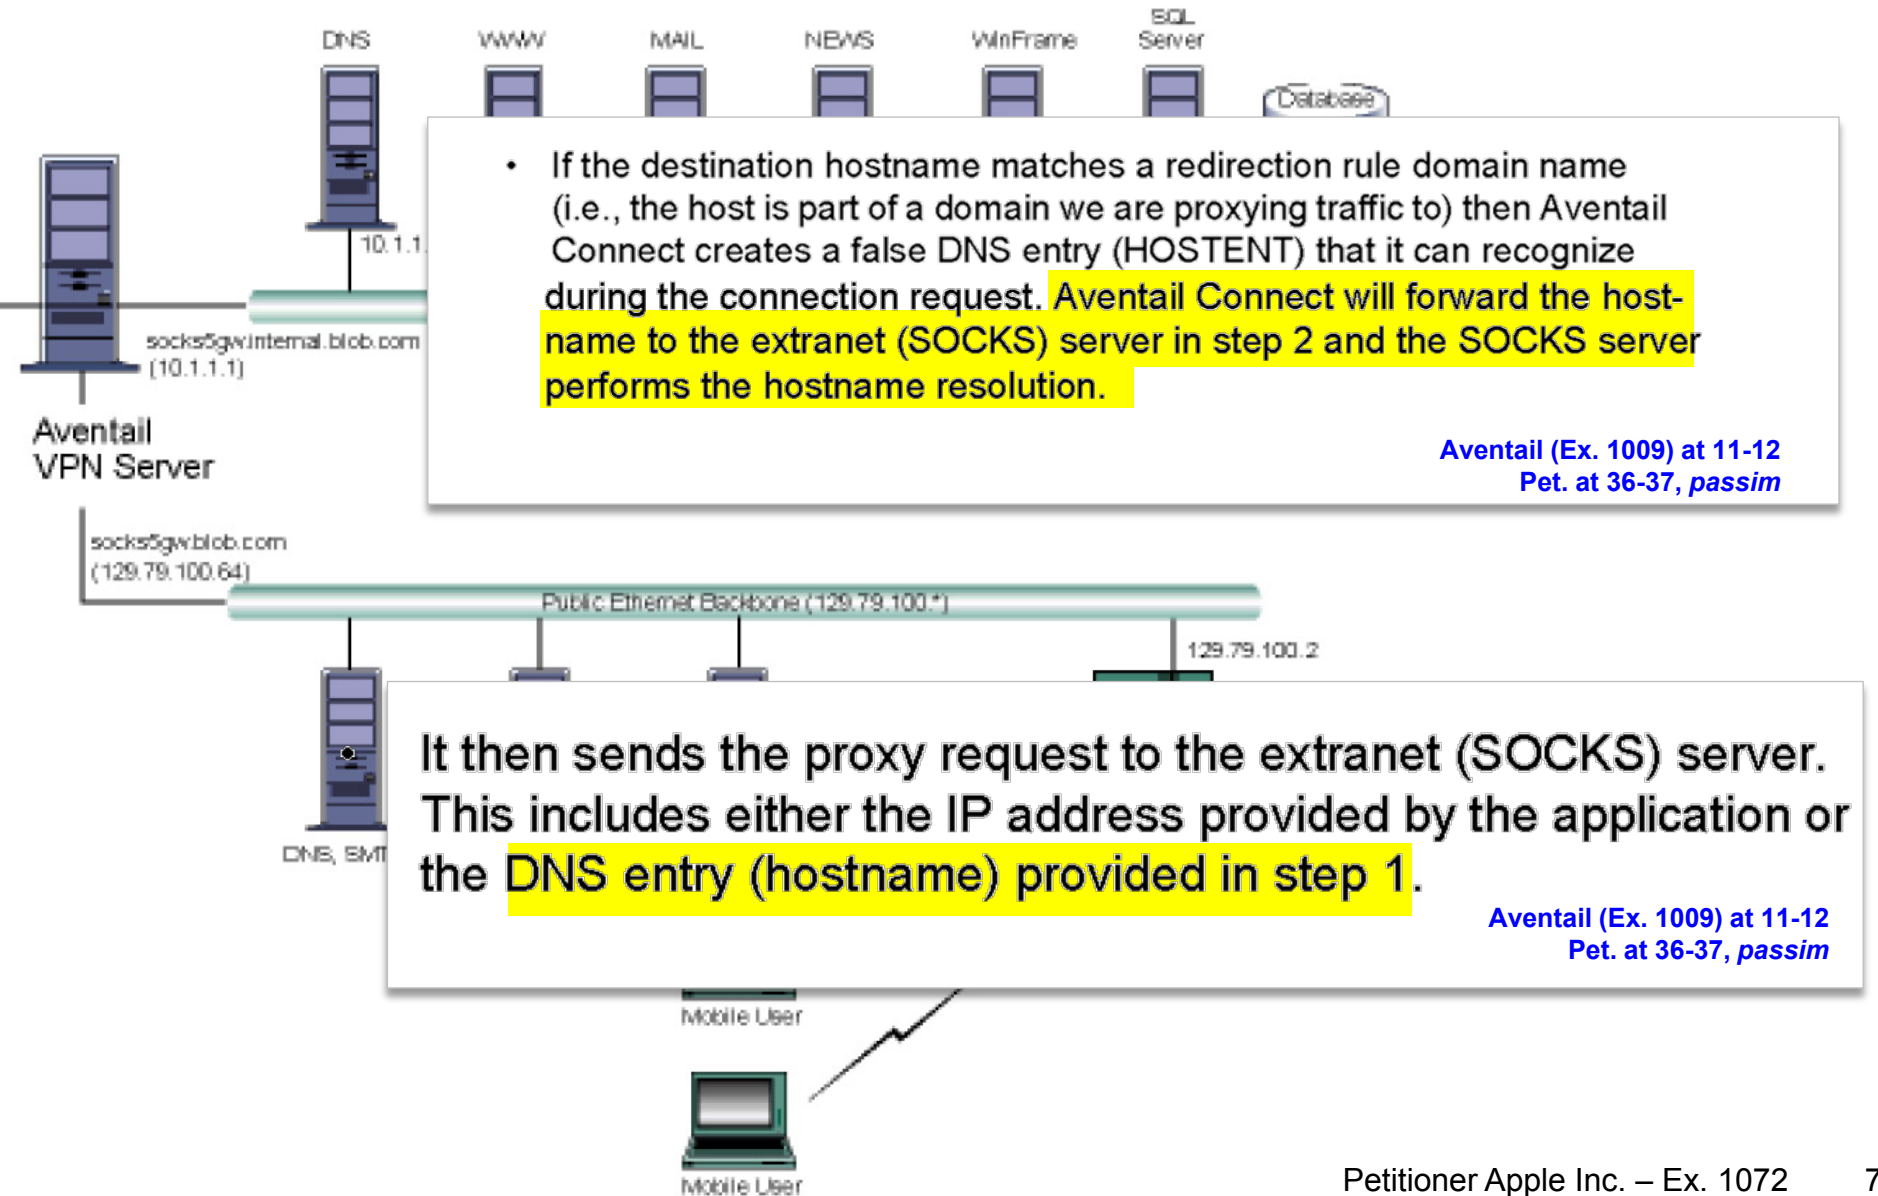 DNS
WWW
MAIL
NEWS
WinFrame
SQL
Server
Database
10.1.1.
• If the destination hostname matches a redirection rule domain name
(i.e., the host is part of a domain we are proxying traffic to) then Aventail
Connect creates a false DNS entry (HOSTENT) that it can recognize
during the connection request. Aventail Connect will forward the host-
name to the extranet (SOCKS) server in step 2 and the SOCKS server
performs the hostname resolution.
Aventail (Ex. 1009) at 11-12
Pet. at 36-37, passim
socks5gw.internal.blob.com
(10.1.1.1)
Aventail
VPN Server
socks5gw.blob.com
(129.79.100.64)
Public Ethernet Backbone (129.79.100.*)
129.79.100.2
It then sends the proxy request to the extranet (SOCKS) server.
This includes either the IP address provided by the application or
the DNS entry (hostname) provided in step 1.
Aventail (Ex. 1009) at 11-12
Pet. at 36-37, passim
DNS, SMT
Mobile User
Mobile User
Petitioner Apple Inc. – Ex. 1072
7